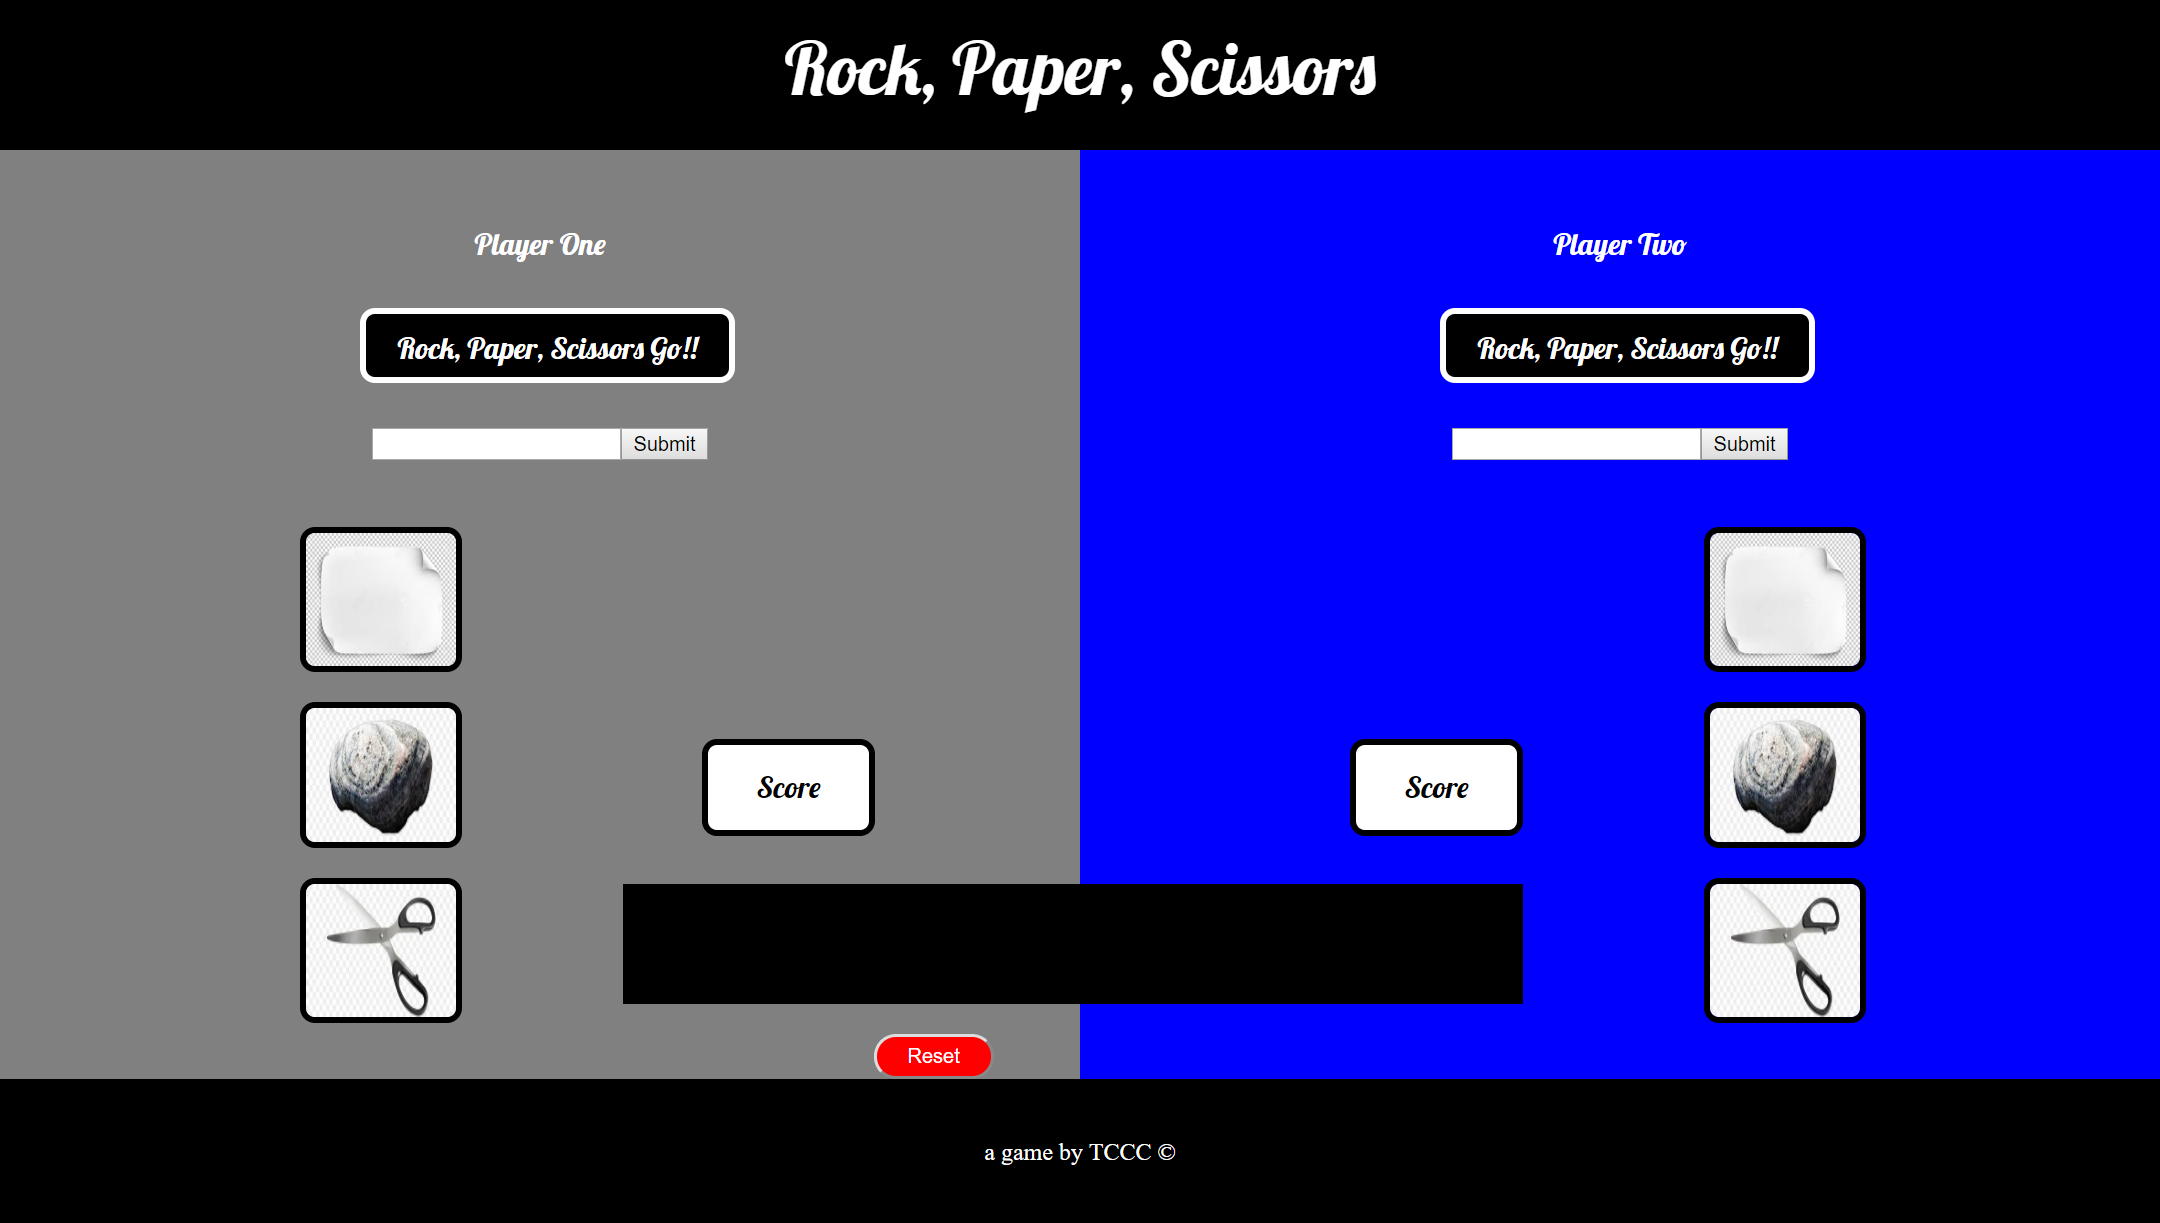 Rock, Paper, Scissors
Player One
Player Two
Rock, Paper, Scissors Go!!
Rock, Paper, Scissors Go!!
Submit
Submit
Score
Score
Reset
a game by TCCC ©